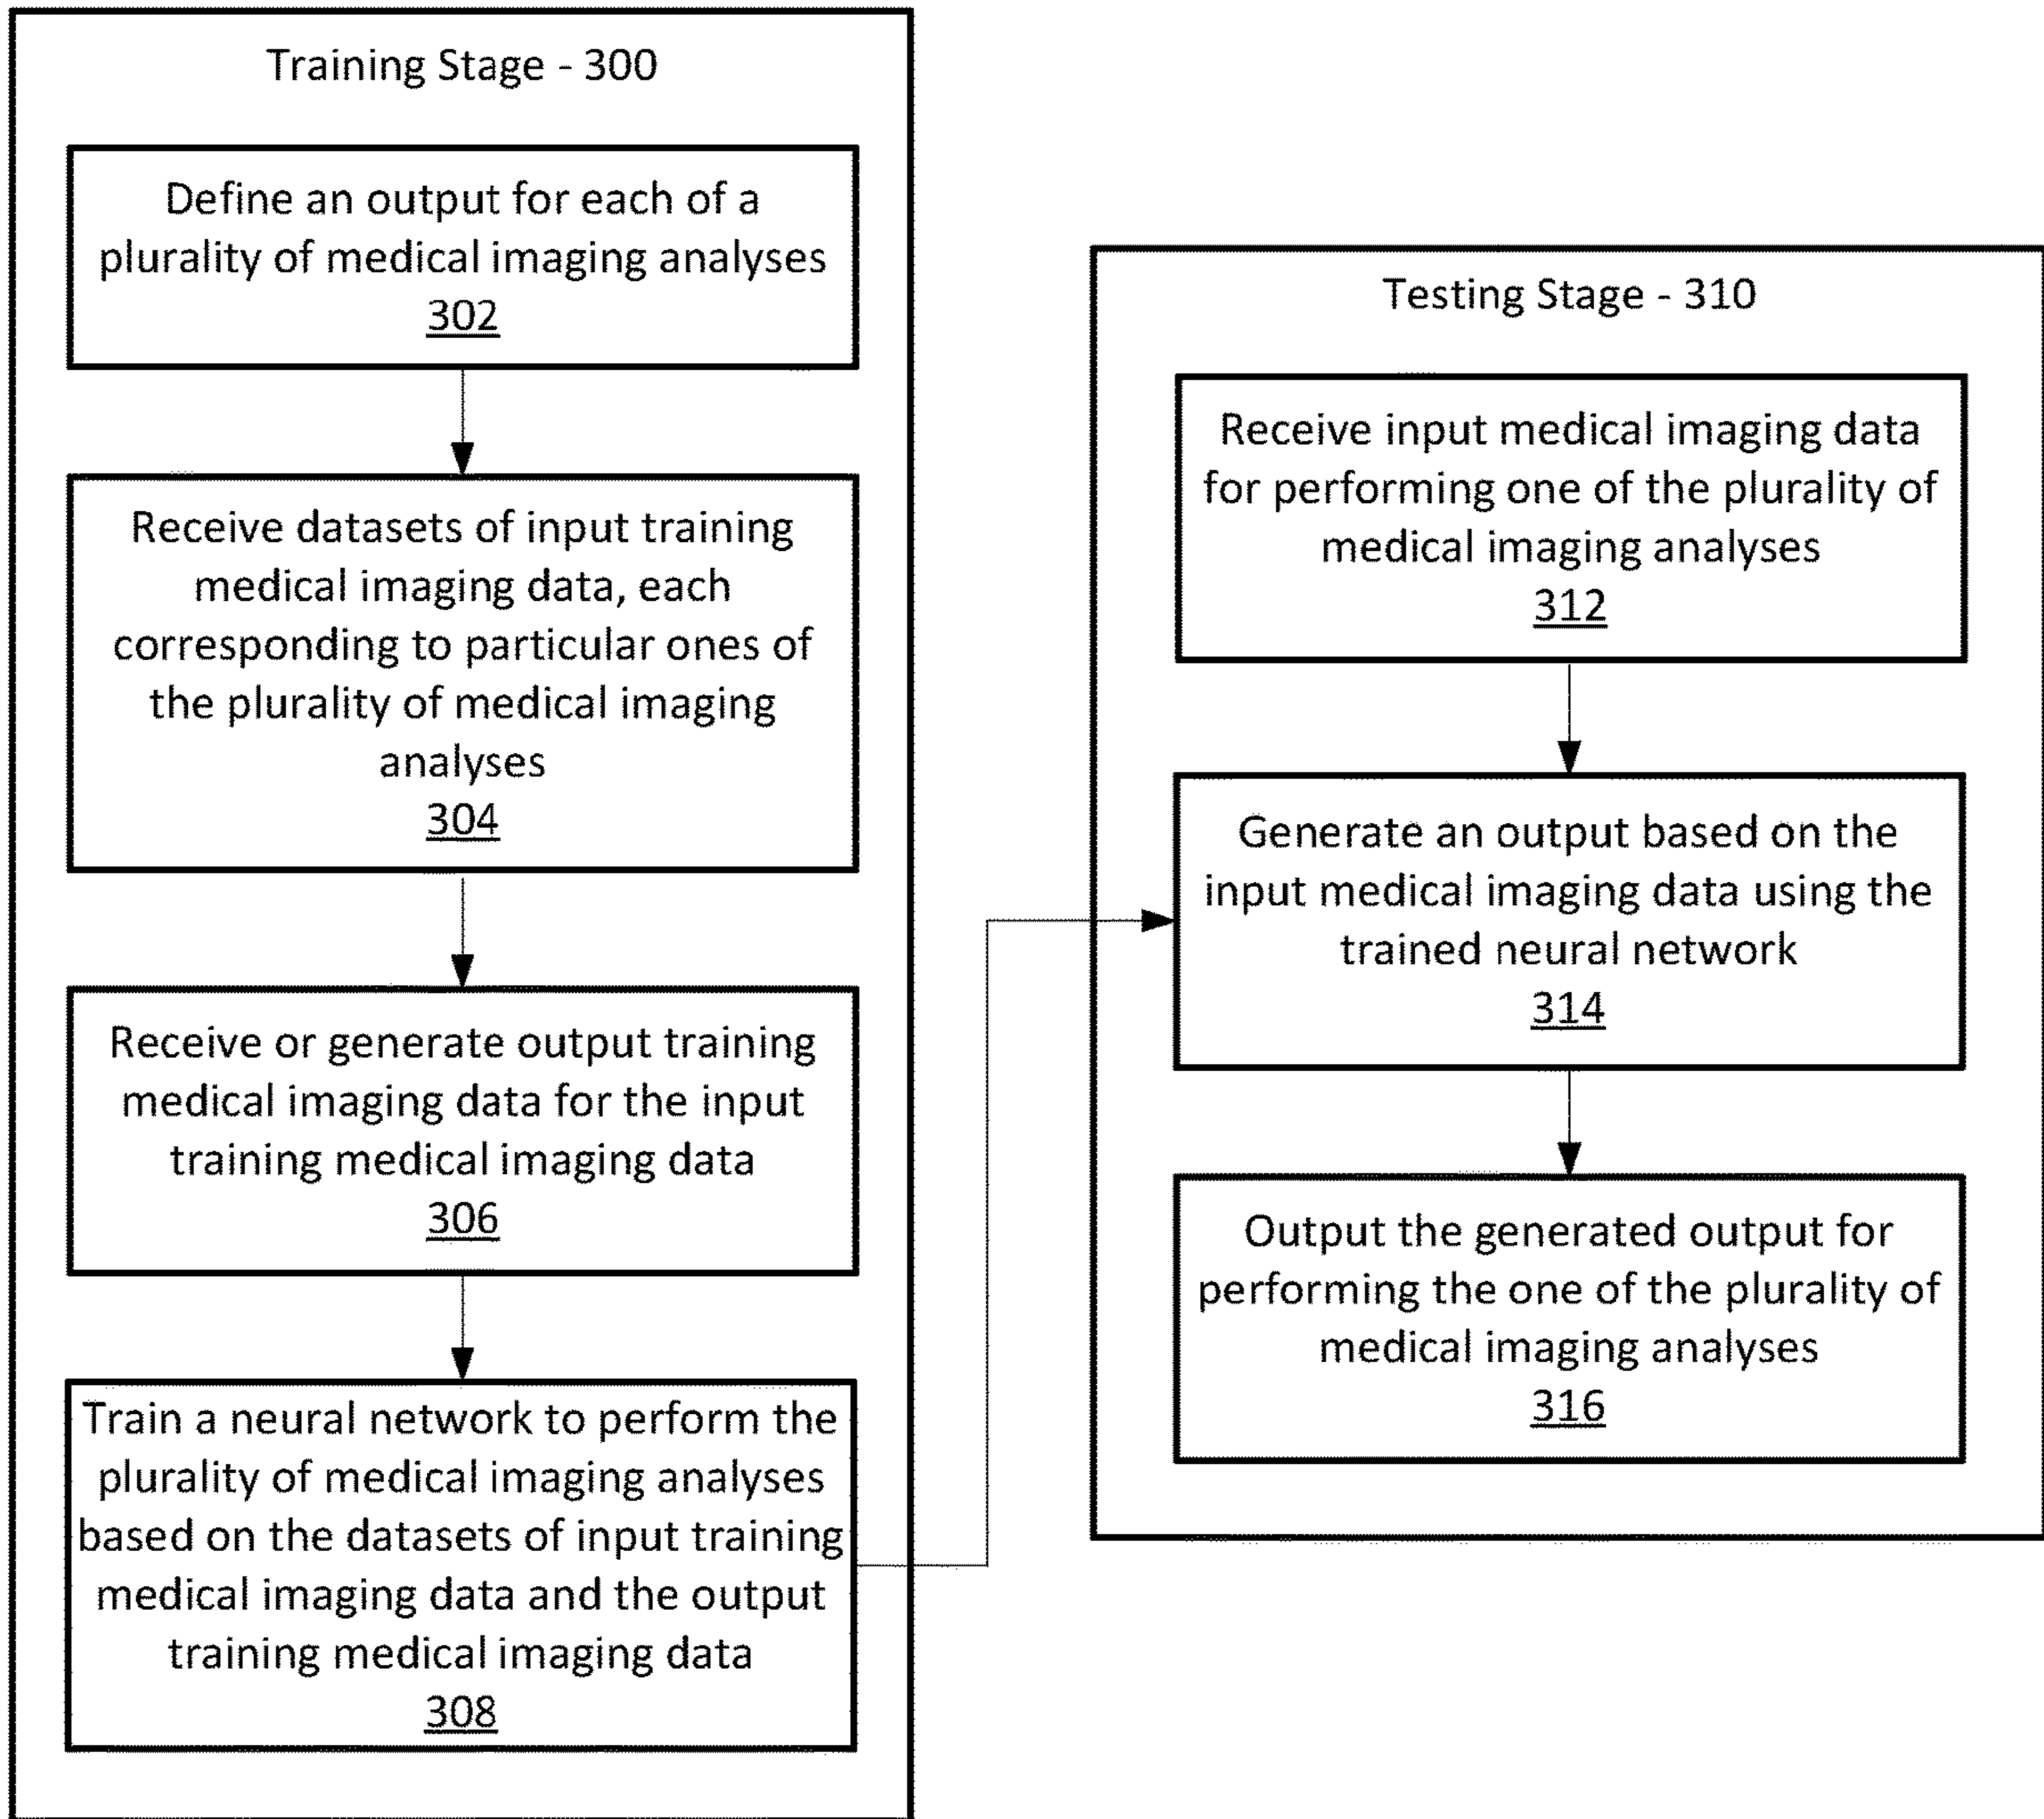 Training Stage - 300
Define an output for each of a
plurality of medical imaging analyses
302
Receive datasets of input training
medical imaging data, each
corresponding to particular ones of
the plurality of medical imaging
analyses
304
Receive or generate output training
medical imaging data for the input
training medical imaging data
306
Train a neural network to perform the
plurality of medical imaging analyses
based on the datasets of input training
medical imaging data and the output
training medical imaging data
308
Testing Stage - 310
Receive input medical imaging data
for performing one of the plurality of
medical imaging analyses
312
Generate an output based on the
input medical imaging data using the
trained neural network
314
Output the generated output for
performing the one of the plurality of
medical imaging analyses
316